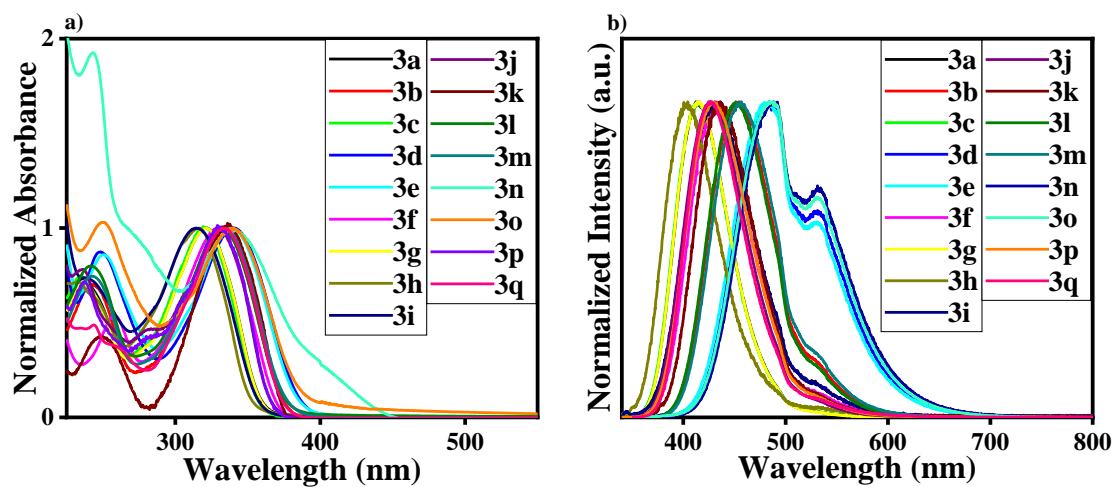 a)
Normalized Absorbance
2
1
0
300
400
500
Wavelength (nm)
3a
3b
3c
3d
3e
3f
3g
3h
3i
3j
3k
3l
3m
3n
3o
3p
3q
b)
Normalized Intensity (a.u.)
400
500
600
700
800
Wavelength (nm)
3a
3b
3c
3d
3e
3f
3g
3h
3i
3j
3k
3l
3m
3n
3o
3p
3q